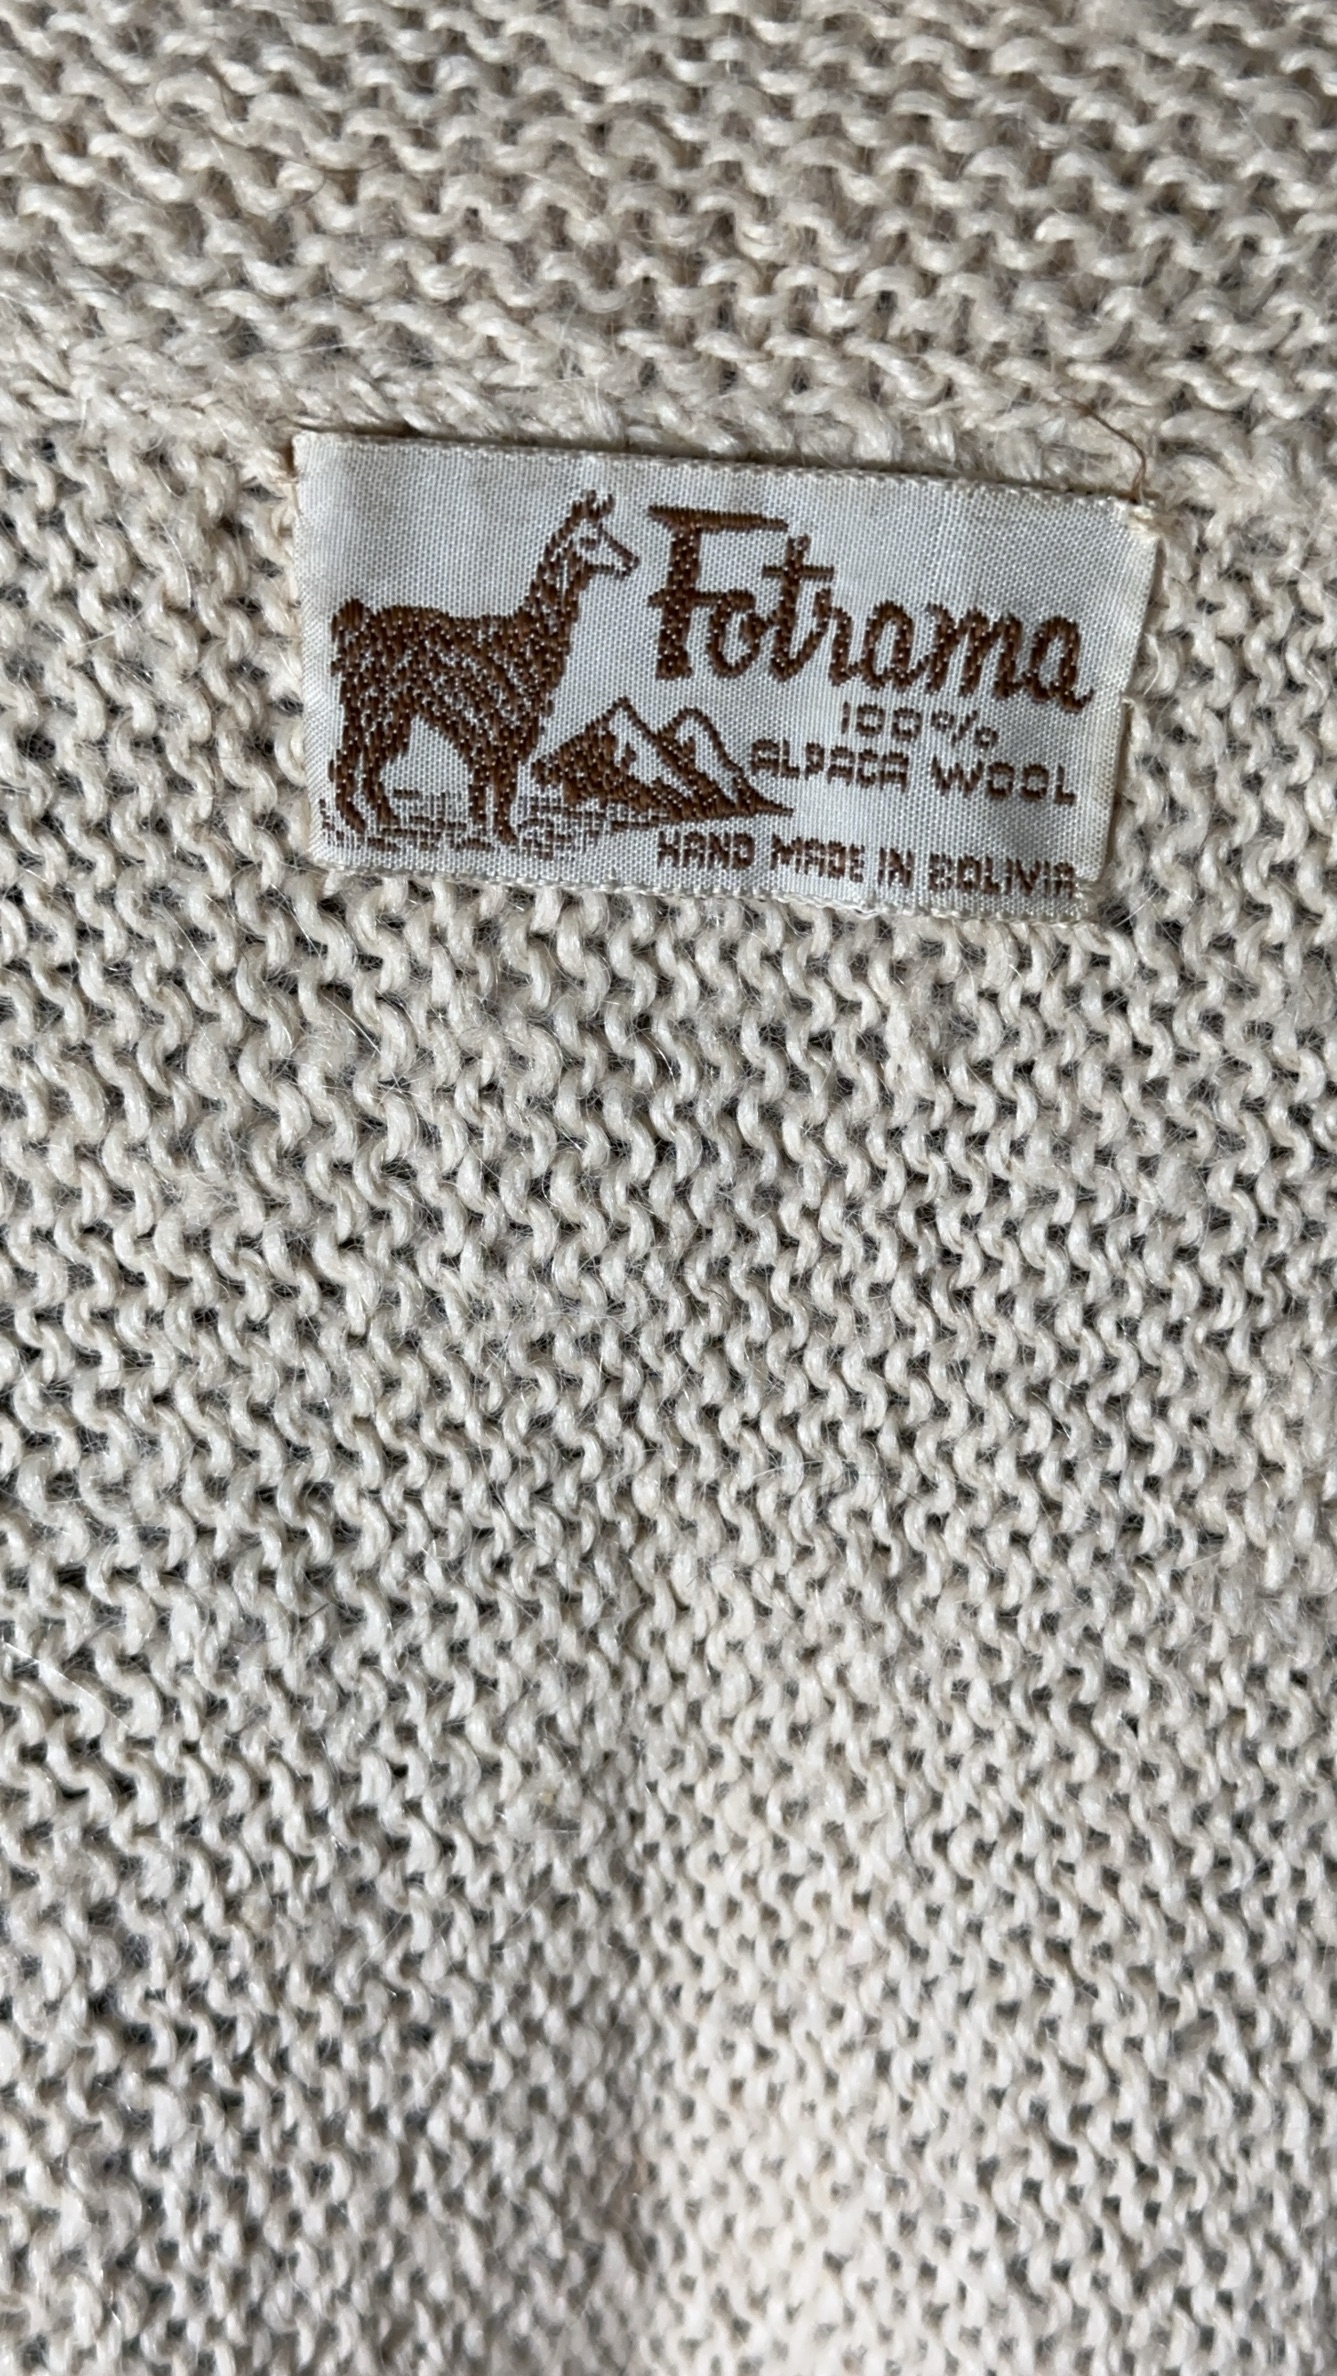 Fotrama
100%
ALPACA WOOL
HAND MADE IN BOLIVIA